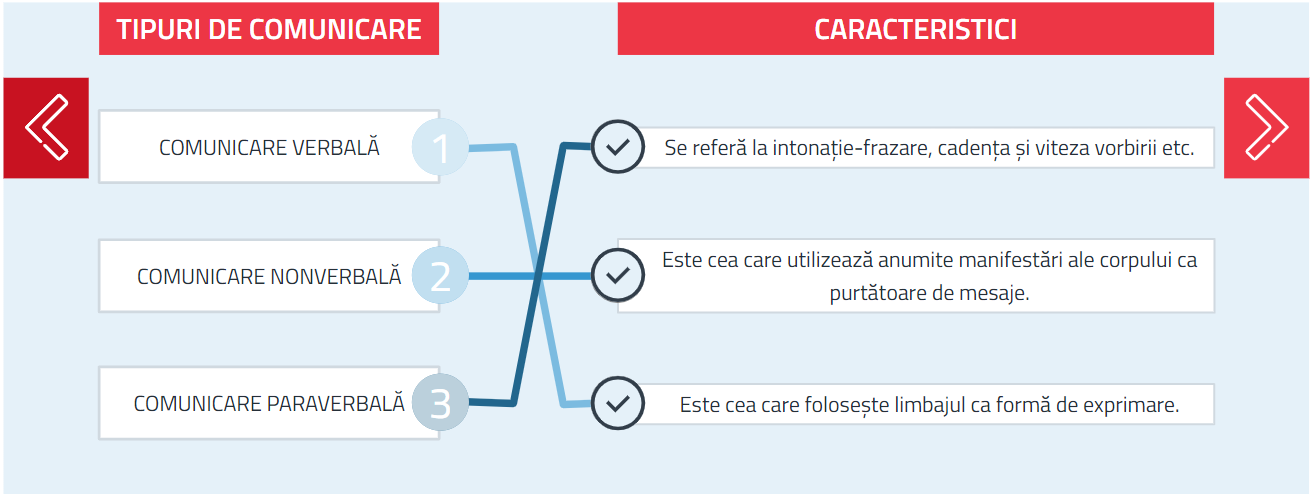 TIPURI DE COMUNICARE
CARACTERISTICI
COMUNICARE VERBALĂ 1
Se referă la intonație-frazare, cadența și viteza vorbirii etc.
COMUNICARE NONVERBALĂ 2
Este cea care utilizează anumite manifestări ale corpului ca
purtătoare de mesaje.
COMUNICARE PARAVERBALĂ 3
Este cea care folosește limbajul ca formă de exprimare.